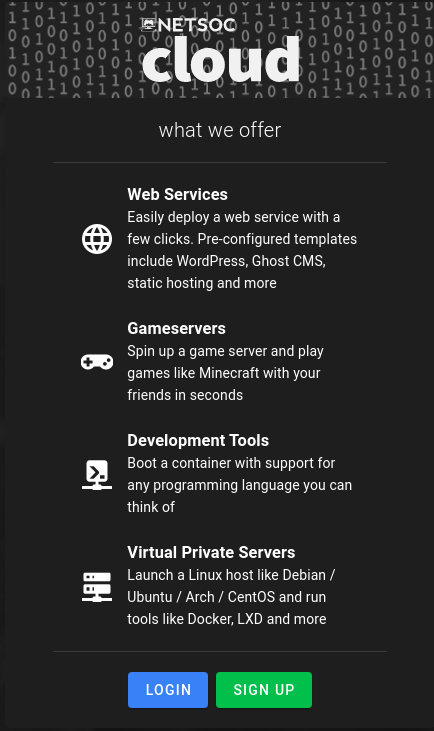 NETSOC
cloud
what we offer
Web Services
Easily deploy a web service with a
few clicks. Pre-configured templates
include WordPress, Ghost CMS,
static hosting and more
Gameservers
Spin up a game server and play
games like Minecraft with your
friends in seconds
Development Tools
Boot a container with support for
any programming language you can
think of
Virtual Private Servers
Launch a Linux host like Debian /
Ubuntu / Arch / CentOS and run
tools like Docker, LXD and more
LOGIN
SIGN UP